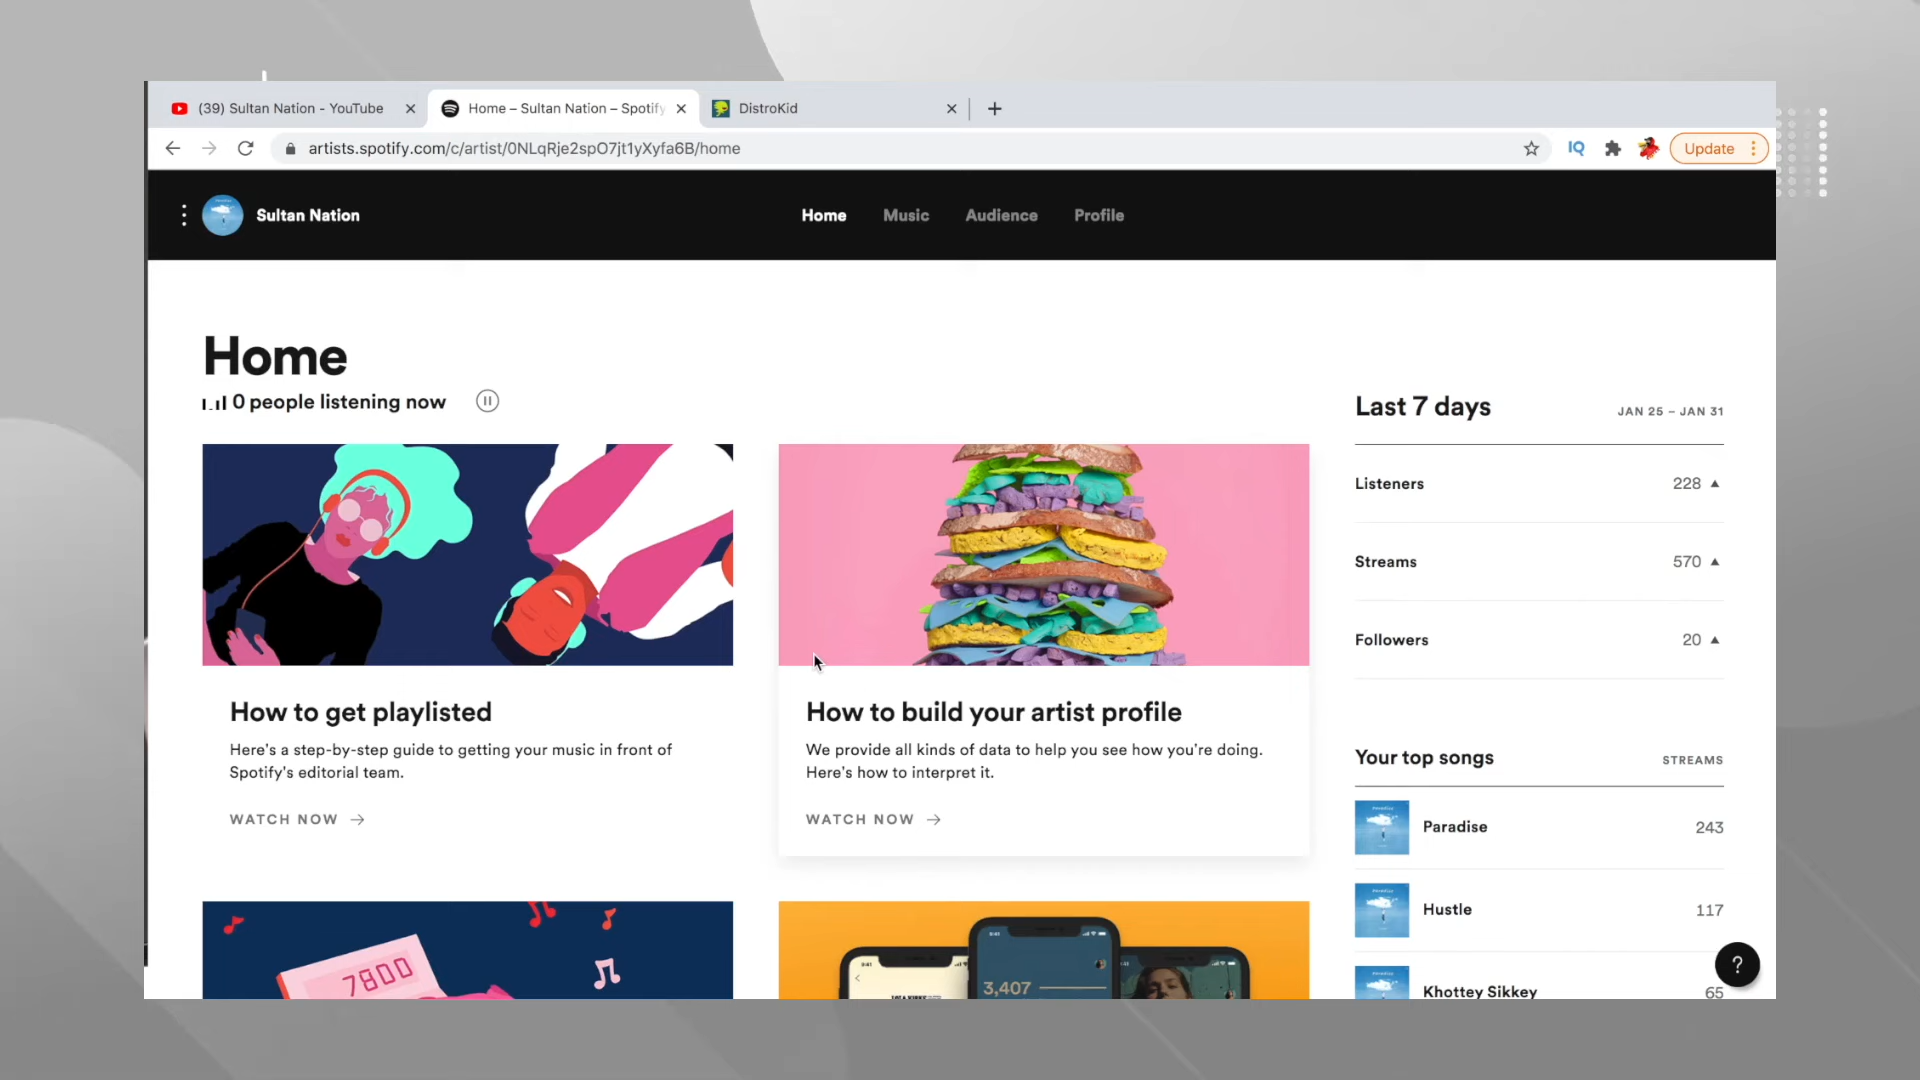 (39) Sultan Nation - YouTube
Home – Sultan Nation – Spotify
DistroKid
artists.spotify.com/c/artist/0NLqRje2spO7jt1yXyfa6B/home
IQ
Update
Sultan Nation
Home
Music
Audience
Profile
Home
0 people listening now
How to get playlisted
Here's a step-by-step guide to getting your music in front of
Spotify's editorial team.
WATCH NOW
How to build your artist profile
We provide all kinds of data to help you see how you're doing.
Here's how to interpret it.
WATCH NOW
7800
3,407
Last 7 days
JAN 25 – JAN 31
Listeners 228
Streams 570
Followers 20
Your top songs
STREAMS
Paradise 243
Hustle 117
Khottey Sikkey 65
?